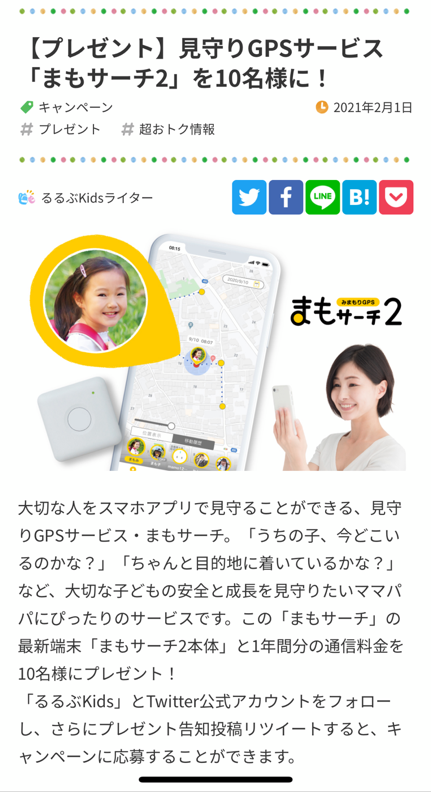 【プレゼント】見守りGPSサービス
「まもサーチ2」を10名様に！
キャンペーン
2021年2月1日
# プレゼント # 超おトク情報
るるぶKidsライター
LINE
B!
08:15
2020/8/10
8/10 08:07
みまもりGPS
まもサーチ2
移動履歴
大切な人をスマホアプリで見守ることができる、見守
りGPSサービス・まもサーチ。「うちの子、今どこい
るのかな？」「ちゃんと目的地に着いているかな？」
など、大切な子どもの安全と成長を見守りたいママパ
パにぴったりのサービスです。この「まもサーチ」の
最新端末「まもサーチ2本体」と1年間分の通信料金を
10名様にプレゼント！
「るるぶKids」とTwitter公式アカウントをフォロー
し、さらにプレゼント告知投稿リツイートすると、キ
ャンペーンに応募することができます。